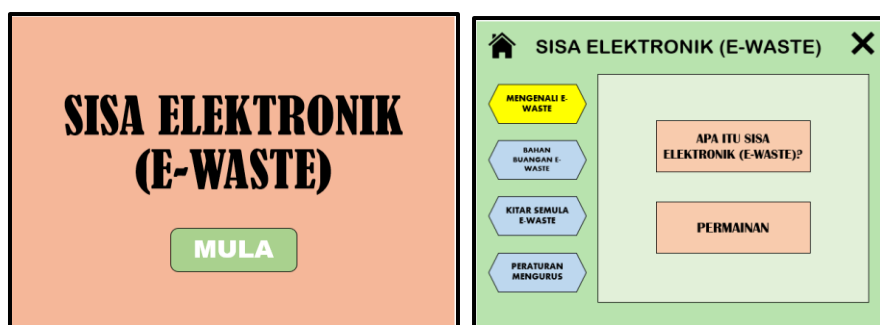 SISA ELEKTRONIK
(E-WASTE)
MULA
SISA ELEKTRONIK (E-WASTE)
MENGENALI E-
WASTE
BAHAN
BUANGAN E-
WASTE
KITAR SEMULA
E-WASTE
PERATURAN
MENGURUS
APA ITU SISA
ELEKTRONIK (E-WASTE)?
PERMAINAN